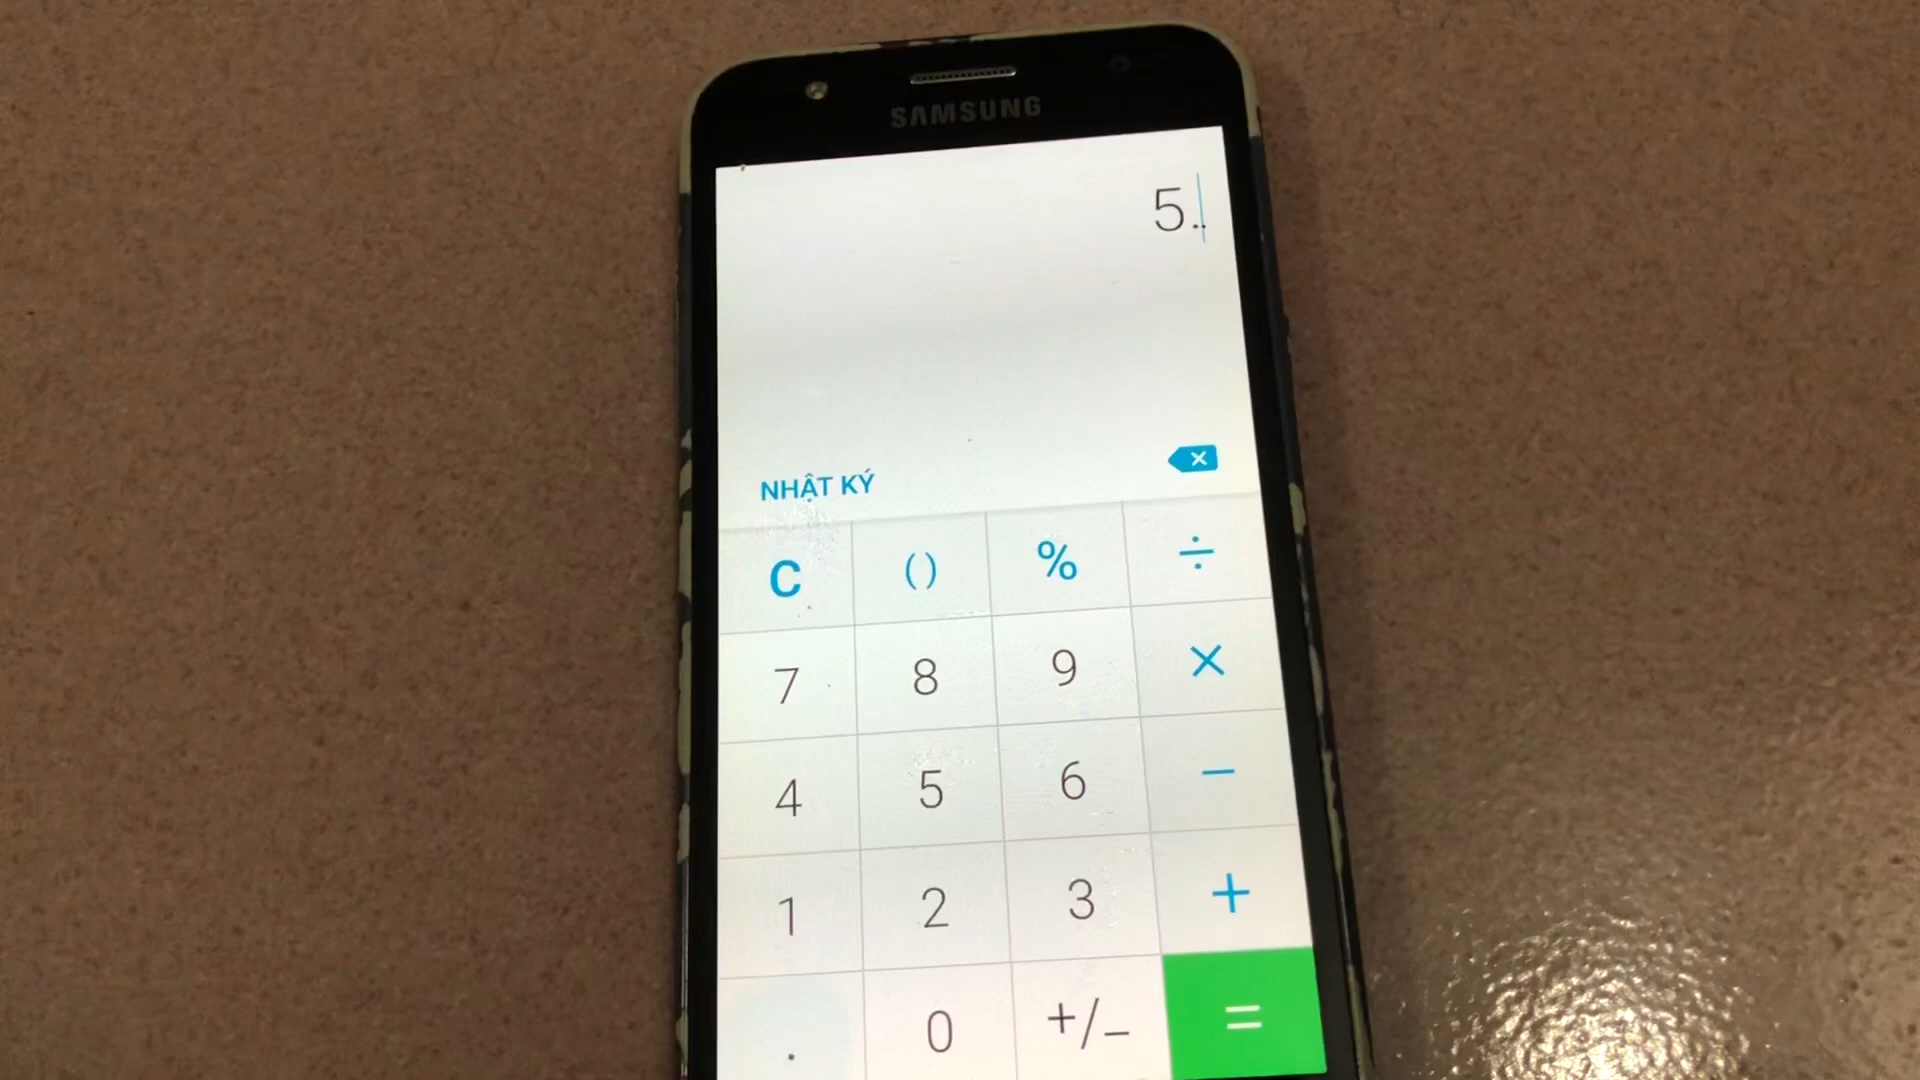 SAMSUNG
5..
NHẬT KÝ
C () % ÷
7 8 9 ×
4 5 6 −
1 2 3 +
. 0 +/− =